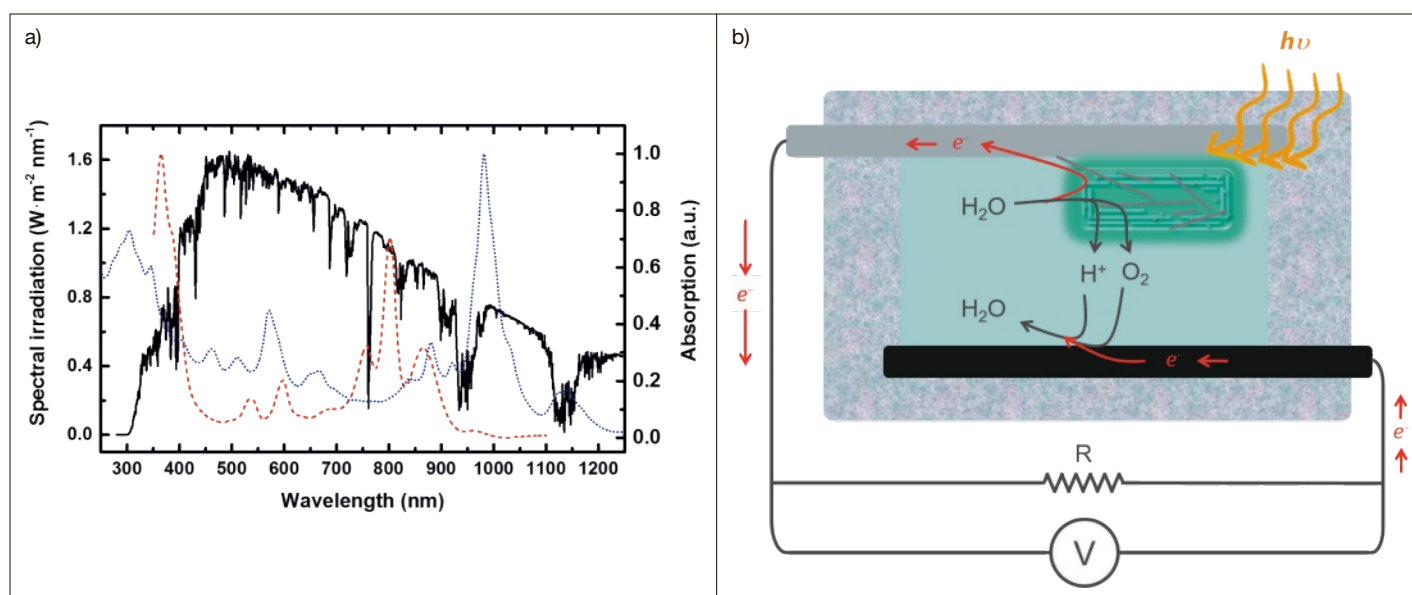 a)
Spectral irradiation (W·m⁻² nm⁻¹)
1.6
1.2
0.8
0.4
0.0
1.0
0.8
0.6
0.4
0.2
0.0
Absorption (a.u.)
300 400 500 600 700 800 900 1000 1100 1200
Wavelength (nm)
b)
hυ
e⁻
H₂O
H⁺ O₂
e⁻
H₂O
e⁻
e⁻
R
V